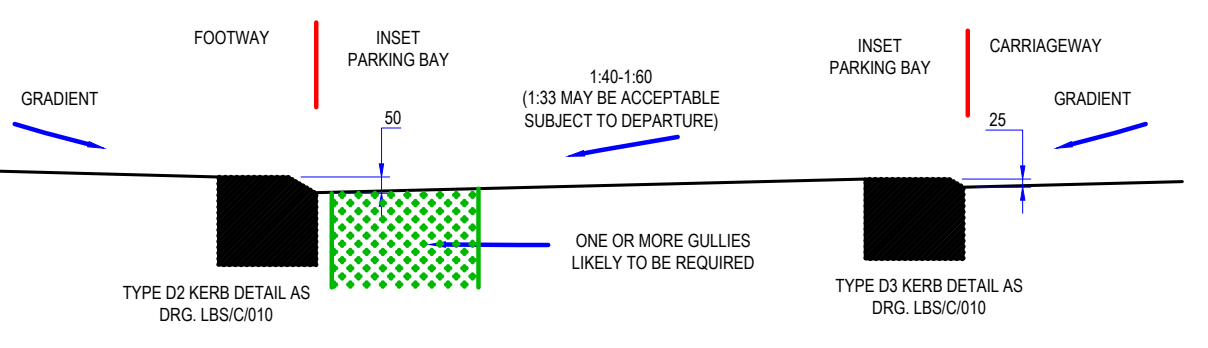 FOOTWAY
INSET
PARKING BAY
GRADIENT
50
1:40-1:60
(1:33 MAY BE ACCEPTABLE
SUBJECT TO DEPARTURE)
INSET
PARKING BAY
CARRIAGEWAY
GRADIENT
25
ONE OR MORE GULLIES
LIKELY TO BE REQUIRED
TYPE D2 KERB DETAIL AS
DRG. LBS/C/010
TYPE D3 KERB DETAIL AS
DRG. LBS/C/010